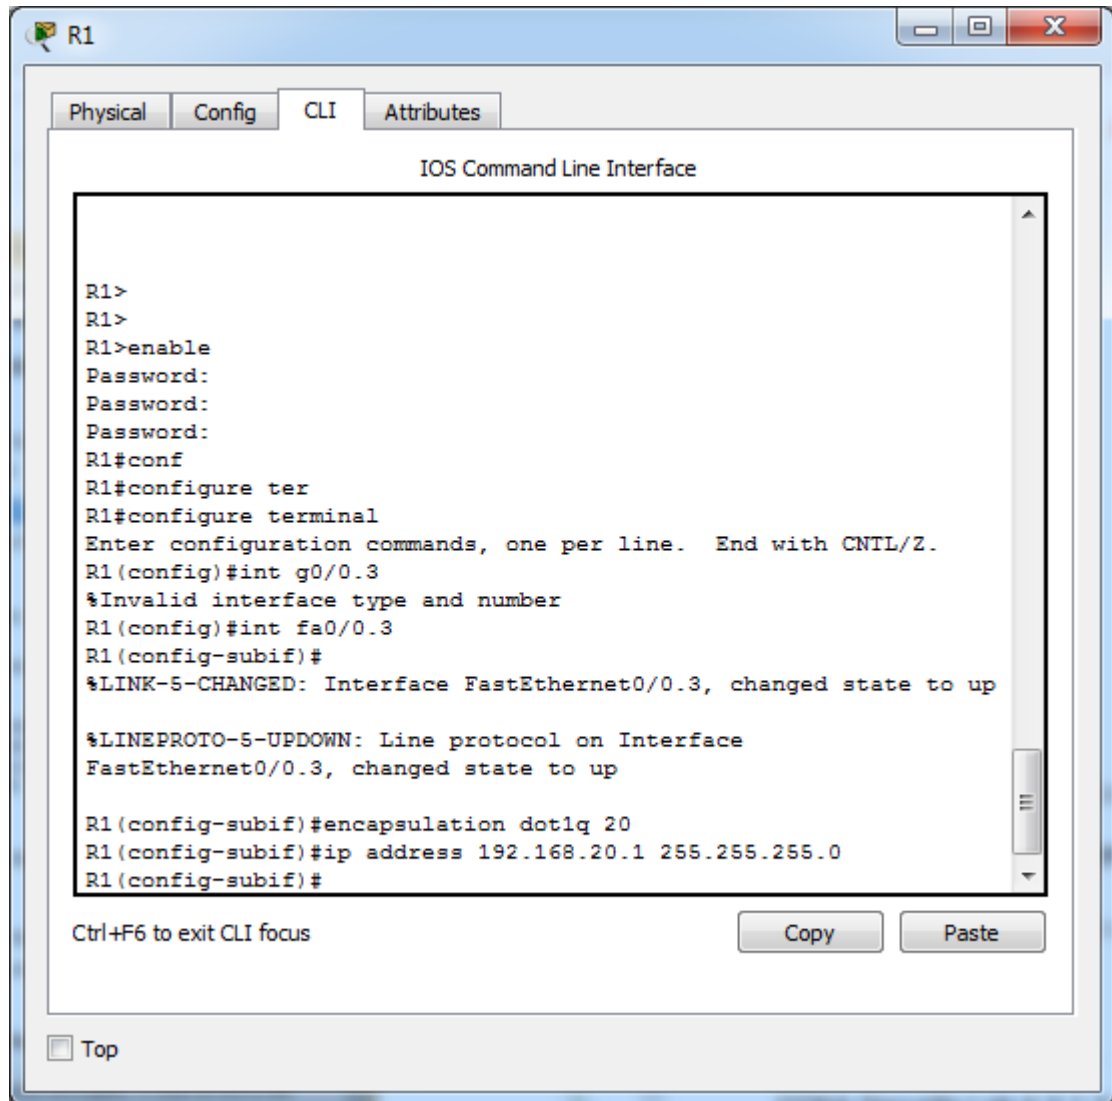 R1
Physical Config CLI Attributes
IOS Command Line Interface
R1>
R1>
R1>enable
Password:
Password:
Password:
R1#conf
R1#configure ter
R1#configure terminal
Enter configuration commands, one per line.  End with CNTL/Z.
R1(config)#int g0/0.3
%Invalid interface type and number
R1(config)#int fa0/0.3
R1(config-subif)#
%LINK-5-CHANGED: Interface FastEthernet0/0.3, changed state to up
%LINEPROTO-5-UPDOWN: Line protocol on Interface
FastEthernet0/0.3, changed state to up
R1(config-subif)#encapsulation dot1q 20
R1(config-subif)#ip address 192.168.20.1 255.255.255.0
R1(config-subif)#
Ctrl+F6 to exit CLI focus Copy Paste
Top